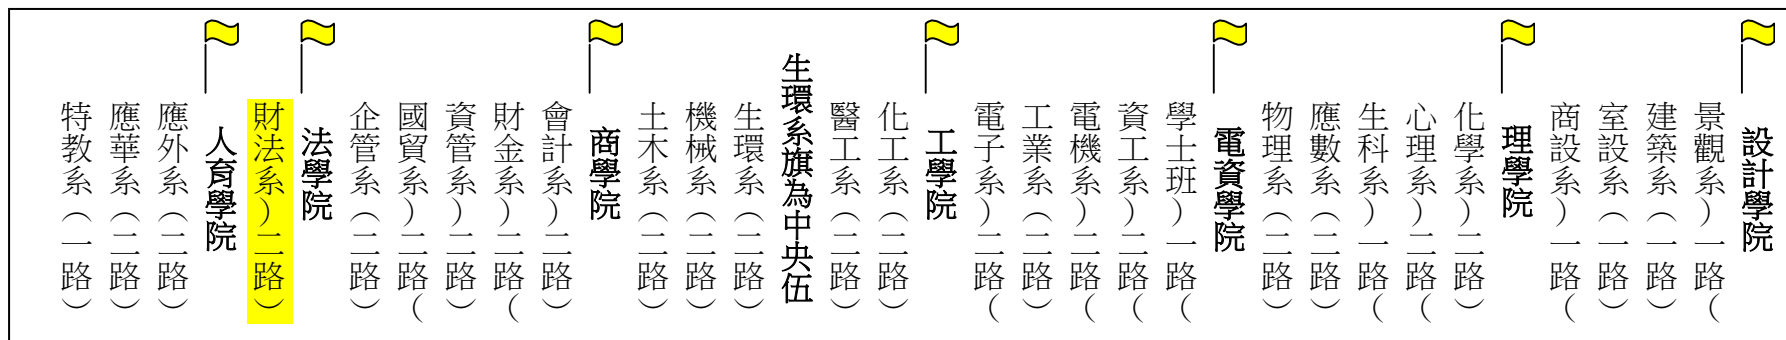 設計學院
景觀系)一路(
建築系(一路)
室設系(一路)
商設系)一路(
理學院
化學系)二路)
心理系)二路(
生科系)一路(
應數系(二路)
物理系(二路)
電資學院
學士班)一路(
資工系)二路(
電機系)二路(
工業系(二路)
電子系)二路(
工學院
化工系(二路)
醫工系(二路)
生環系旗為中央伍
生環系(二路)
機械系(二路)
土木系(二路)
商學院
會計系)二路)
財金系)二路(
資管系)二路)
國貿系)二路(
企管系(二路)
法學院
財法系)二路)
人育學院
應外系(二路)
應華系(二路)
特教系(一路)